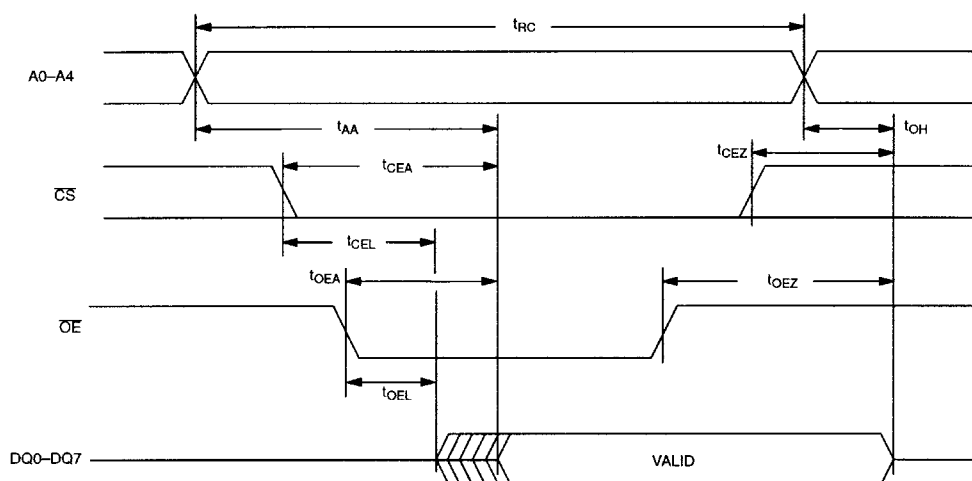 tRC
A0–A4
tAA
tOH
tCEZ
tCEA
CS
tCEL
tOEA
tOEZ
OE
tOEL
DQ0–DQ7
VALID